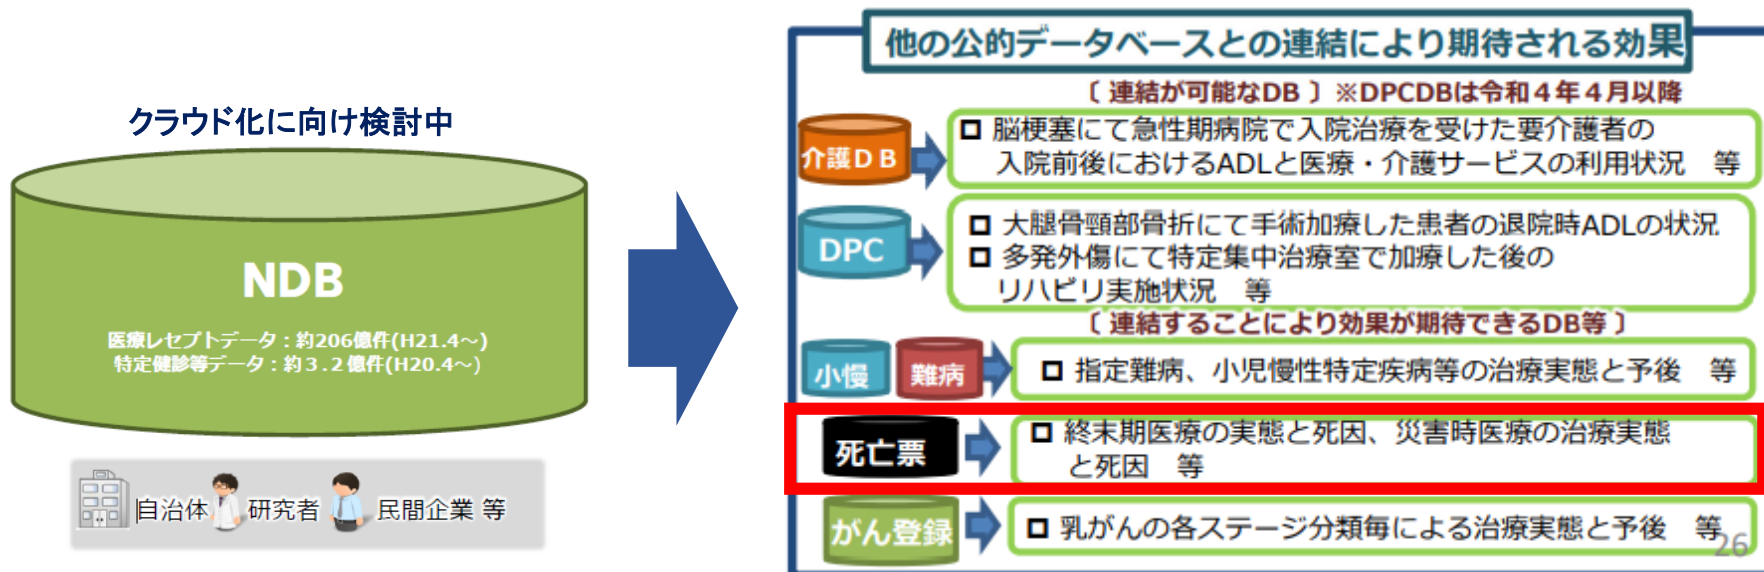 クラウド化に向け検討中
NDB
医療レセプトデータ：約206億件(H21.4～)
特定健診等データ：約３.２億件(H20.4～)
自治体
研究者
民間企業 等
他の公的データベースとの連結により期待される効果
〔 連結が可能なDB 〕※DPCDBは令和４年４月以降
介護ＤＢ
脳梗塞にて急性期病院で入院治療を受けた要介護者の
入院前後におけるADLと医療・介護サービスの利用状況　等
DPC
大腿骨頸部骨折にて手術加療した患者の退院時ADLの状況
多発外傷にて特定集中治療室で加療した後の
リハビリ実施状況　等
〔 連結することにより効果が期待できるDB等 〕
小慢
難病
指定難病、小児慢性特定疾病等の治療実態と予後　等
死亡票
終末期医療の実態と死因、災害時医療の治療実態
と死因　等
がん登録
乳がんの各ステージ分類毎による治療実態と予後　等
26